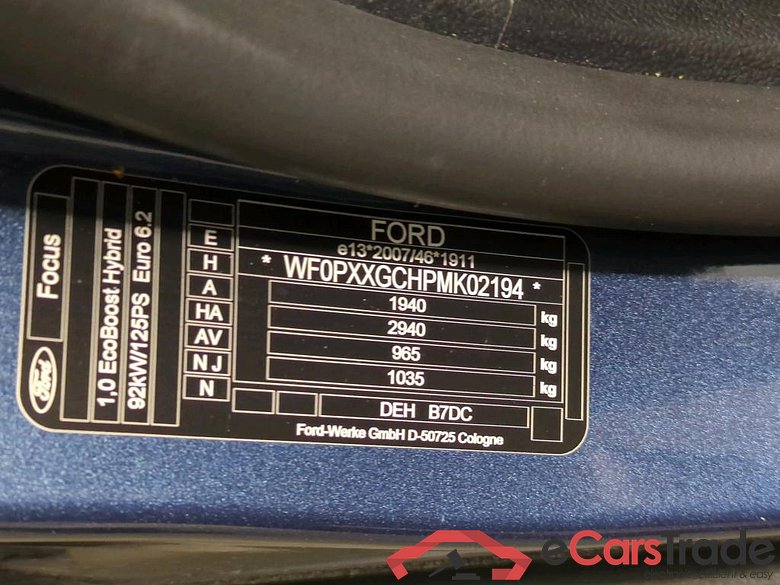 Focus
Ford
1,0 EcoBoost Hybrid
92kW/125PS Euro 6.2
E
H
A
HA
AV
NJ
N
FORD
e13*2007/46*1911
* WF0PXXGCHPMK02194 *
1940 kg
2940 kg
965 kg
1035 kg
DEH B7DC
Ford-Werke GmbH D-50725 Cologne
eCarsTrade
& easy